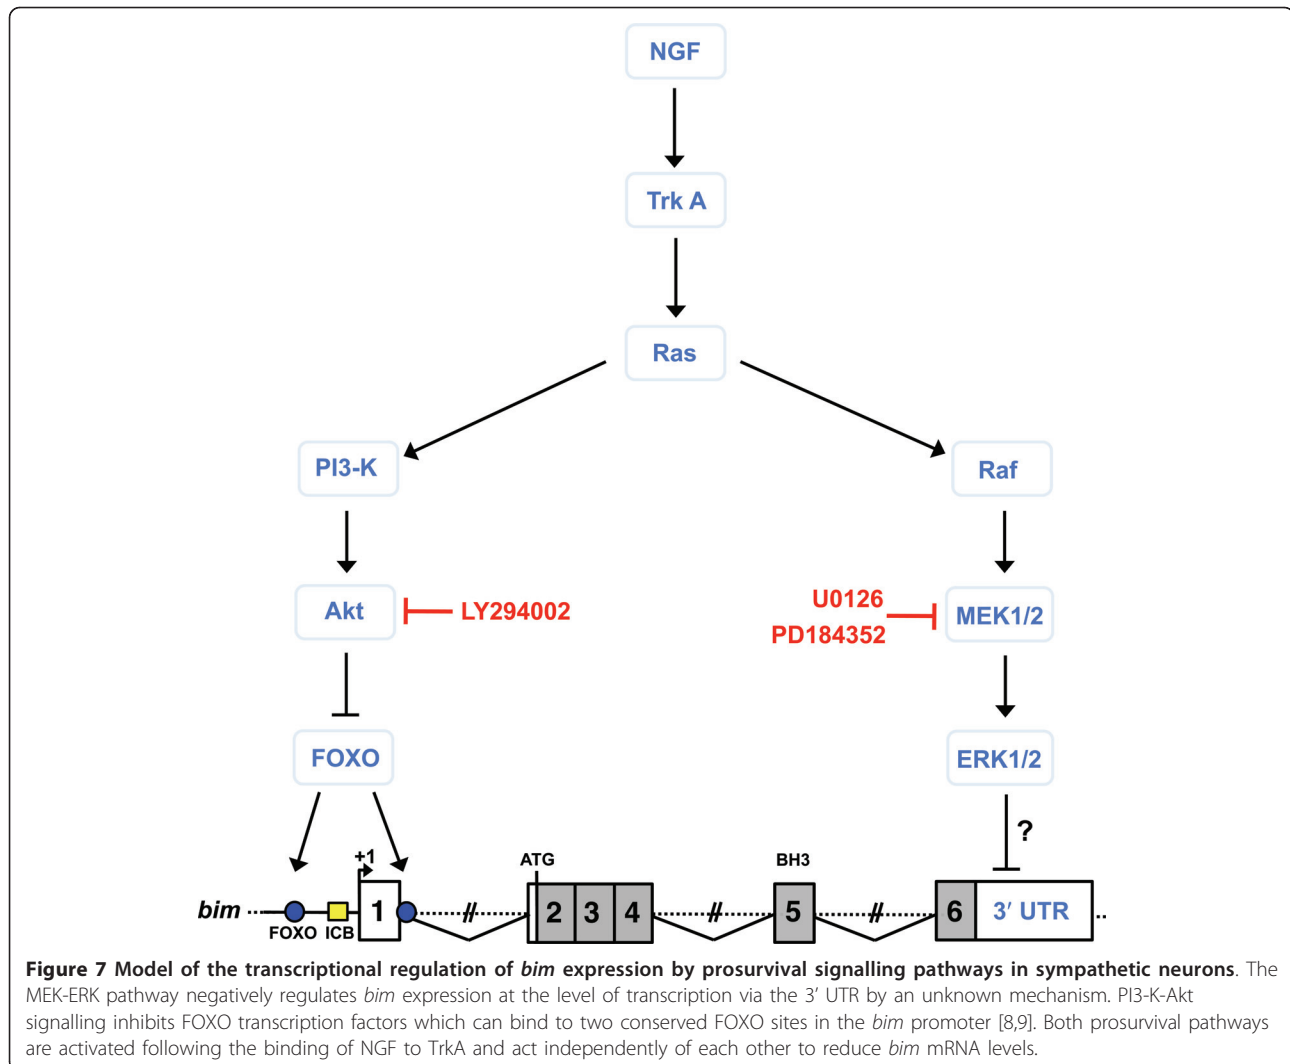 NGF
Trk A
Ras
PI3-K
Raf
Akt
LY294002
U0126
PD184352
MEK1/2
FOXO
ERK1/2
?
+1
ATG
BH3
bim
1
2
3
4
5
6
3′ UTR
..
FOXO
ICB
Figure 7 Model of the transcriptional regulation of bim expression by prosurvival signalling pathways in sympathetic neurons. The
MEK-ERK pathway negatively regulates bim expression at the level of transcription via the 3′ UTR by an unknown mechanism. PI3-K-Akt
signalling inhibits FOXO transcription factors which can bind to two conserved FOXO sites in the bim promoter [8,9]. Both prosurvival pathways
are activated following the binding of NGF to TrkA and act independently of each other to reduce bim mRNA levels.